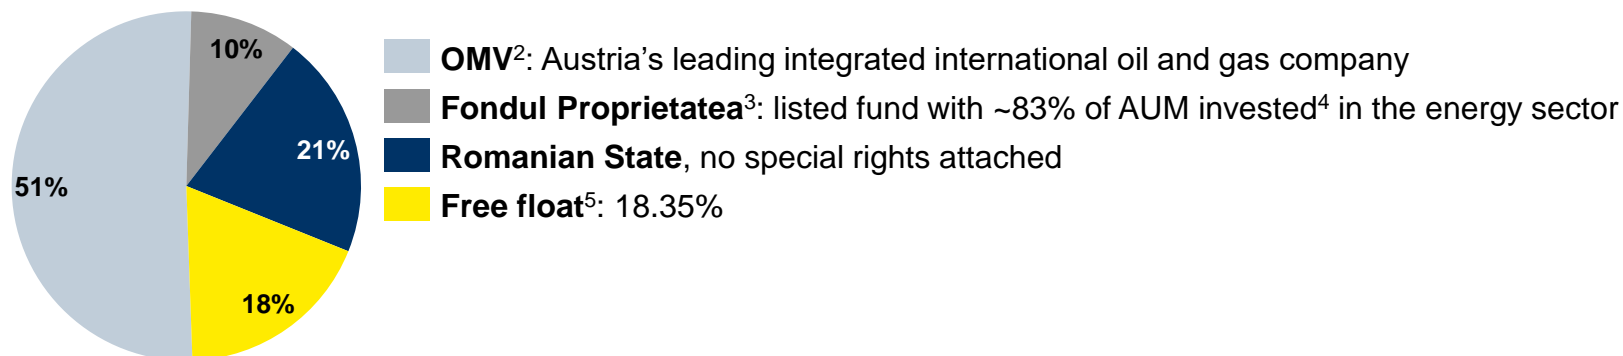 10%
21%
51%
18%
OMV²: Austria’s leading integrated international oil and gas company
Fondul Proprietatea³: listed fund with ~83% of AUM invested⁴ in the energy sector
Romanian State, no special rights attached
Free float⁵: 18.35%